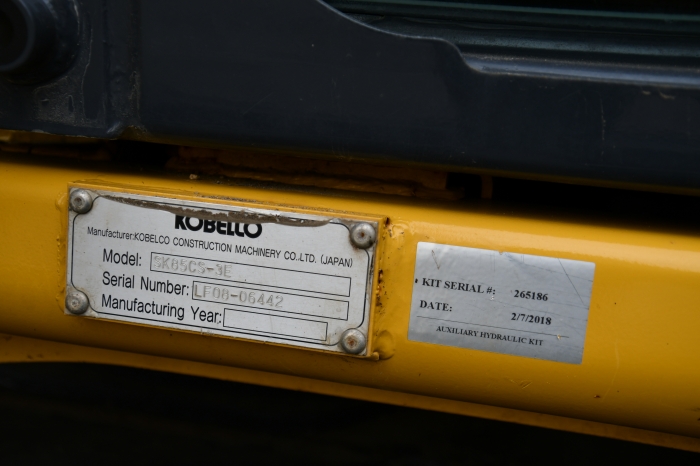 KOBELCO
Manufacturer:KOBELCO CONSTRUCTION MACHINERY CO.LTD. (JAPAN)
Model: SK85CS-3E
Serial Number: LF08-06442
Manufacturing Year:
KIT SERIAL #: 265186
DATE: 2/7/2018
AUXILIARY HYDRAULIC KIT